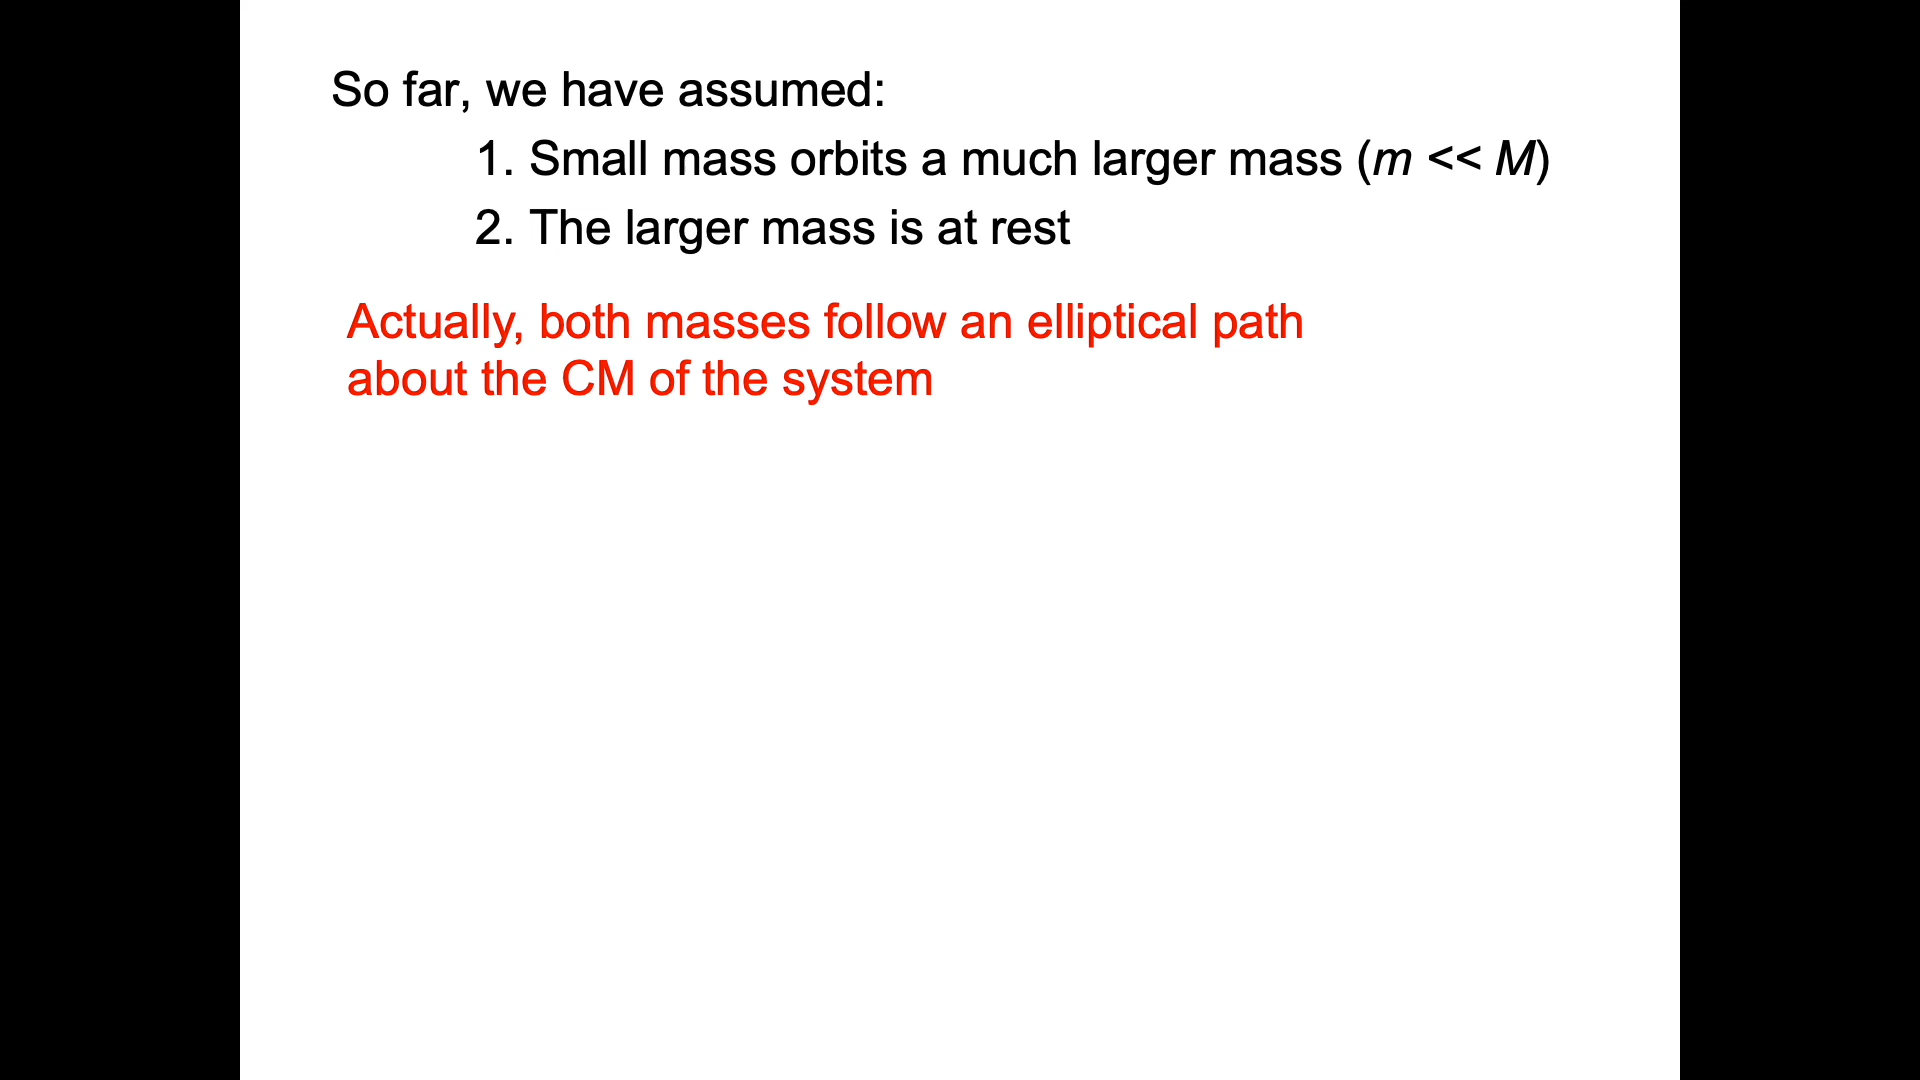 So far, we have assumed:
1. Small mass orbits a much larger mass (m << M)
2. The larger mass is at rest
Actually, both masses follow an elliptical path
about the CM of the system